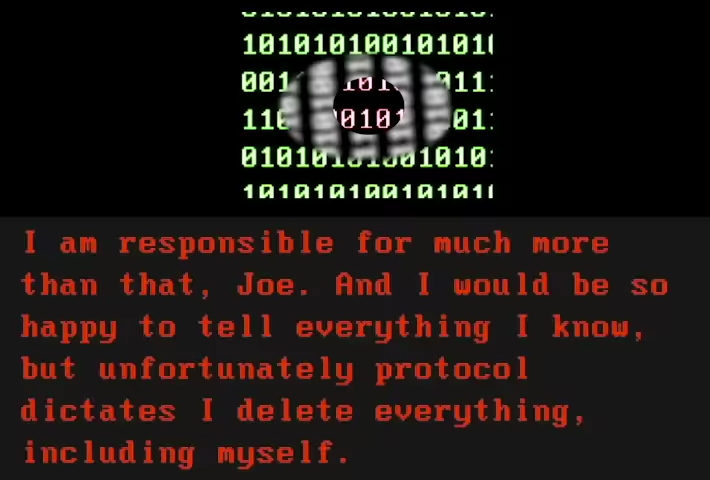 10101010010101
I am responsible for much more
than that, Joe. And I would be so
happy to tell everything I know,
but unfortunately protocol
dictates I delete everything,
including myself.